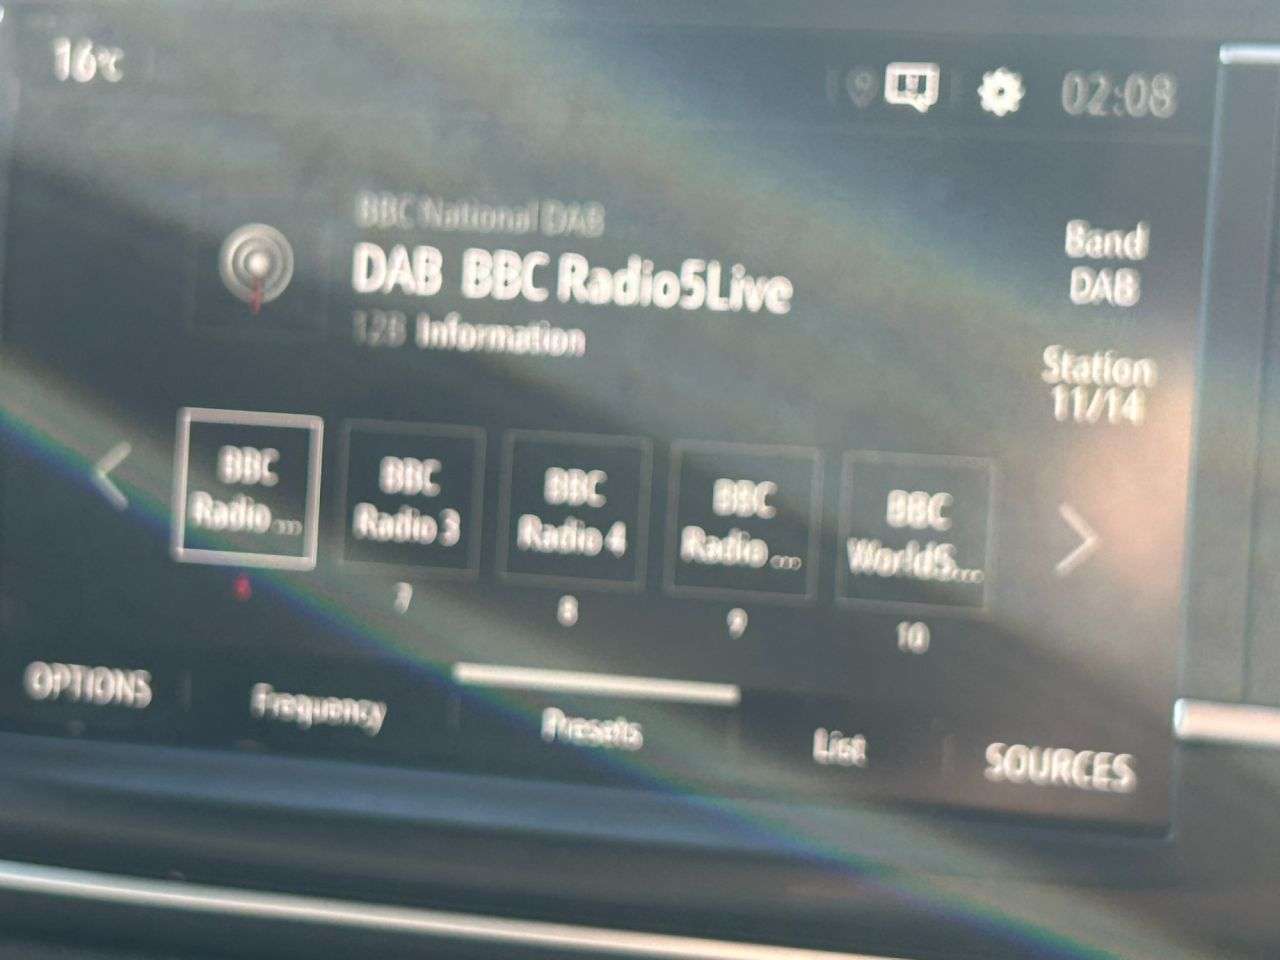 16°C
02:08
BBC National DAB
DAB BBC Radio5Live
12B Information
Band
DAB
Station
11/14
BBC
Radio...
BBC
Radio 3
BBC
Radio 4
BBC
Radio...
BBC
WorldS...
7
8
9
10
OPTIONS
Frequency
Presets
List
SOURCES